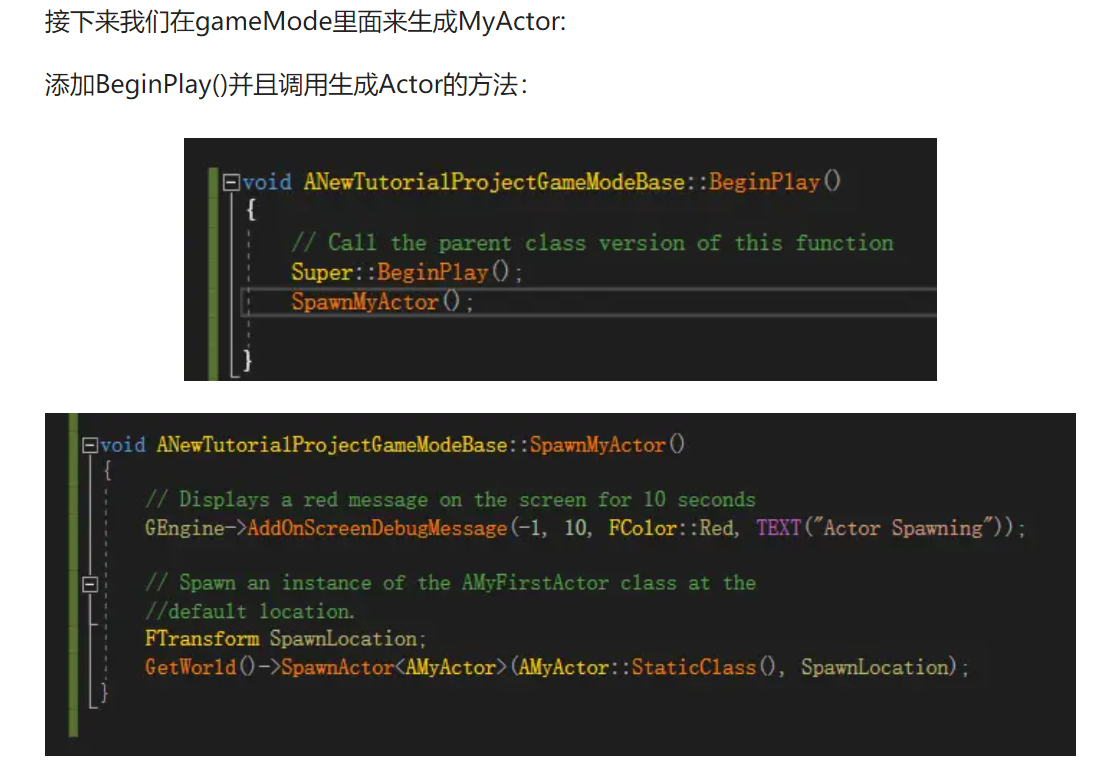 接下来我们在gameMode里面来生成MyActor:
添加BeginPlay()并且调用生成Actor的方法：
void ANewTutorialProjectGameModeBase::BeginPlay()
{
// Call the parent class version of this function
Super::BeginPlay();
SpawnMyActor();
}
void ANewTutorialProjectGameModeBase::SpawnMyActor()
{
// Displays a red message on the screen for 10 seconds
GEngine->AddOnScreenDebugMessage(-1, 10, FColor::Red, TEXT("Actor Spawning"));
// Spawn an instance of the AMyFirstActor class at the
//default location.
FTransform SpawnLocation;
GetWorld()->SpawnActor<AMyActor>(AMyActor::StaticClass(), SpawnLocation);
}